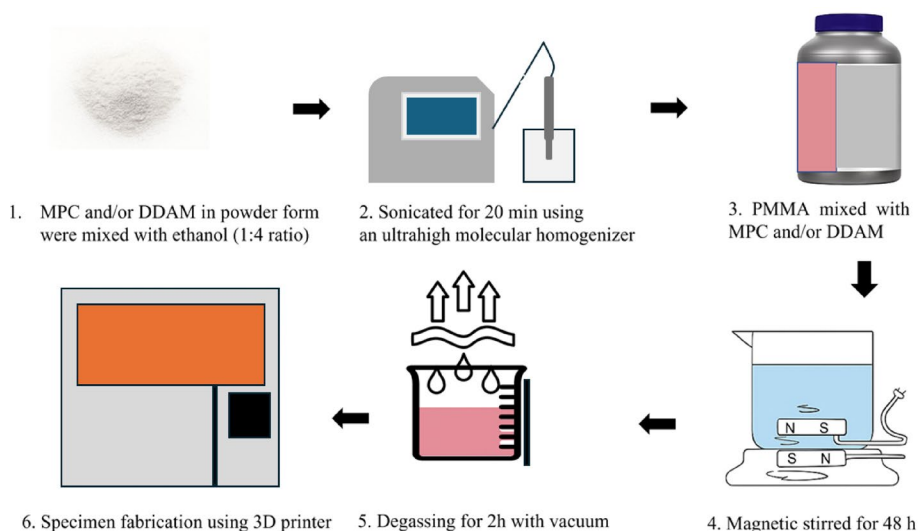 1. MPC and/or DDAM in powder form
were mixed with ethanol (1:4 ratio)
2. Sonicated for 20 min using
an ultrahigh molecular homogenizer
3. PMMA mixed with
MPC and/or DDAM
N S
S N
4. Magnetic stirred for 48 h
5. Degassing for 2h with vacuum
6. Specimen fabrication using 3D printer